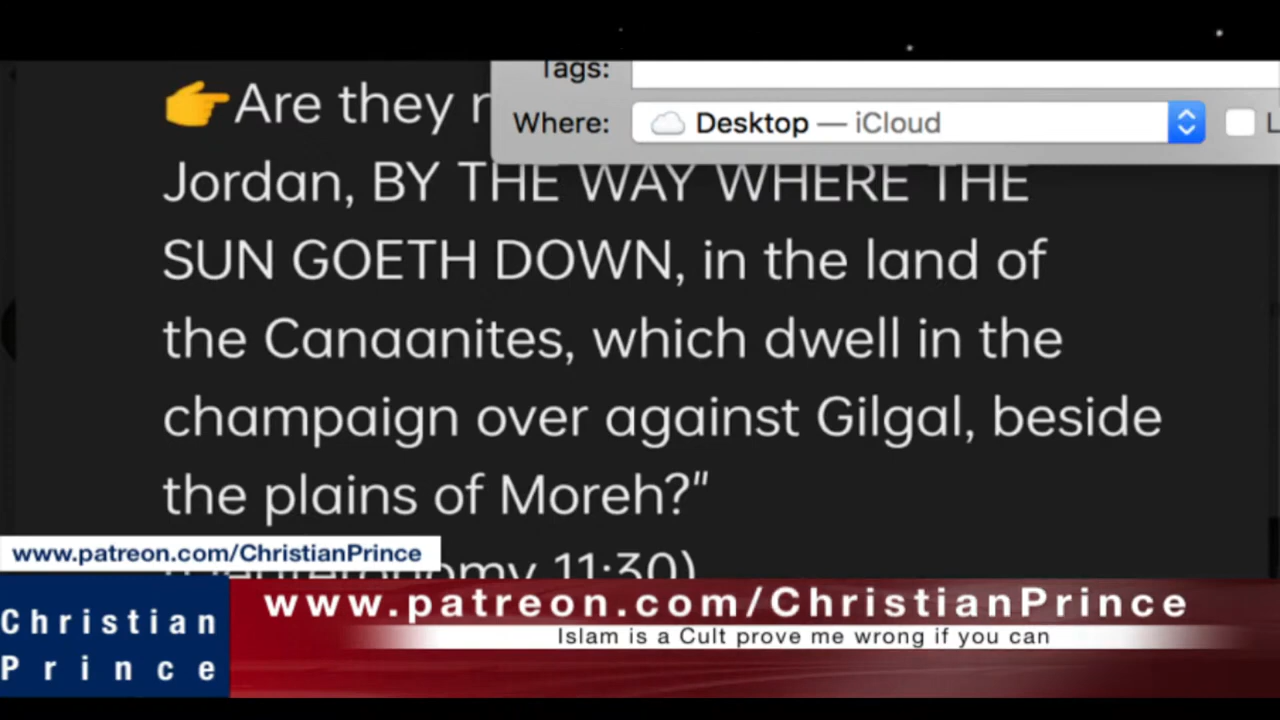 Tags:
👉Are they
Where: Desktop — iCloud
Jordan, BY THE WAY WHERE THE
SUN GOETH DOWN, in the land of
the Canaanites, which dwell in the
champaign over against Gilgal, beside
the plains of Moreh?"
11:30)
www.patreon.com/ChristianPrince
www.patreon.com/ChristianPrince
Islam is a Cult prove me wrong if you can
Christian
Prince